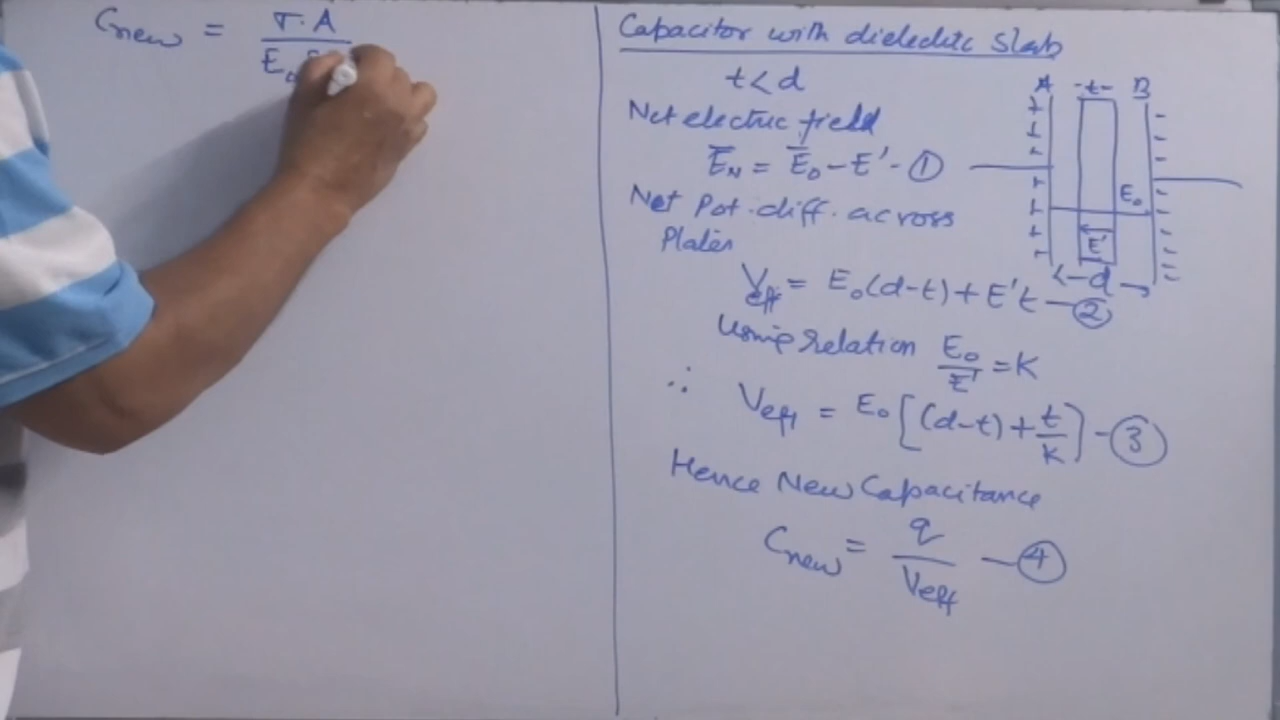 Cnew = σ.A / E₀
Capacitor with dielectric Slab
t < d
A -t- B
Net electric field
E̅N = E̅₀ - E' - ①
Net Pot. diff. across
Plates
E₀
E'
<-d->
Veff = E₀(d-t) + E't - ②
Using relation E₀/E' = K
∴ Veff = E₀[(d-t) + t/K] - ③
Hence New Capacitance
Cnew = q/Veff - ④